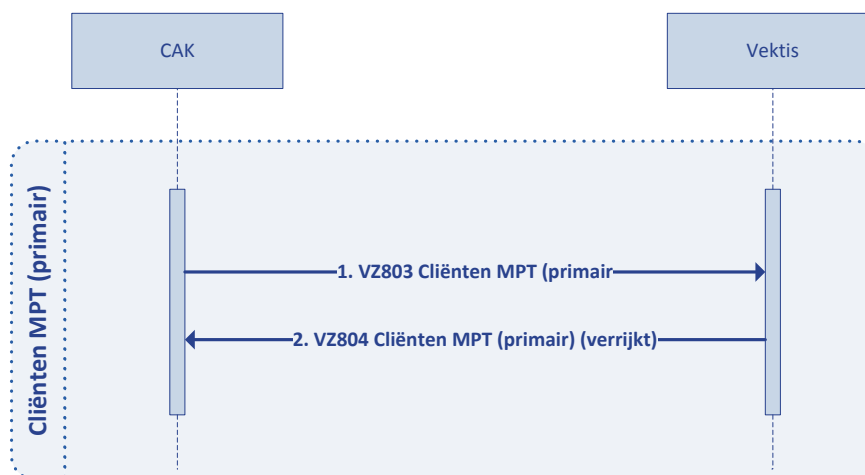 CAK
Vektis
Cliënten MPT (primair)
1. VZ803 Cliënten MPT (primair
2. VZ804 Cliënten MPT (primair) (verrijkt)